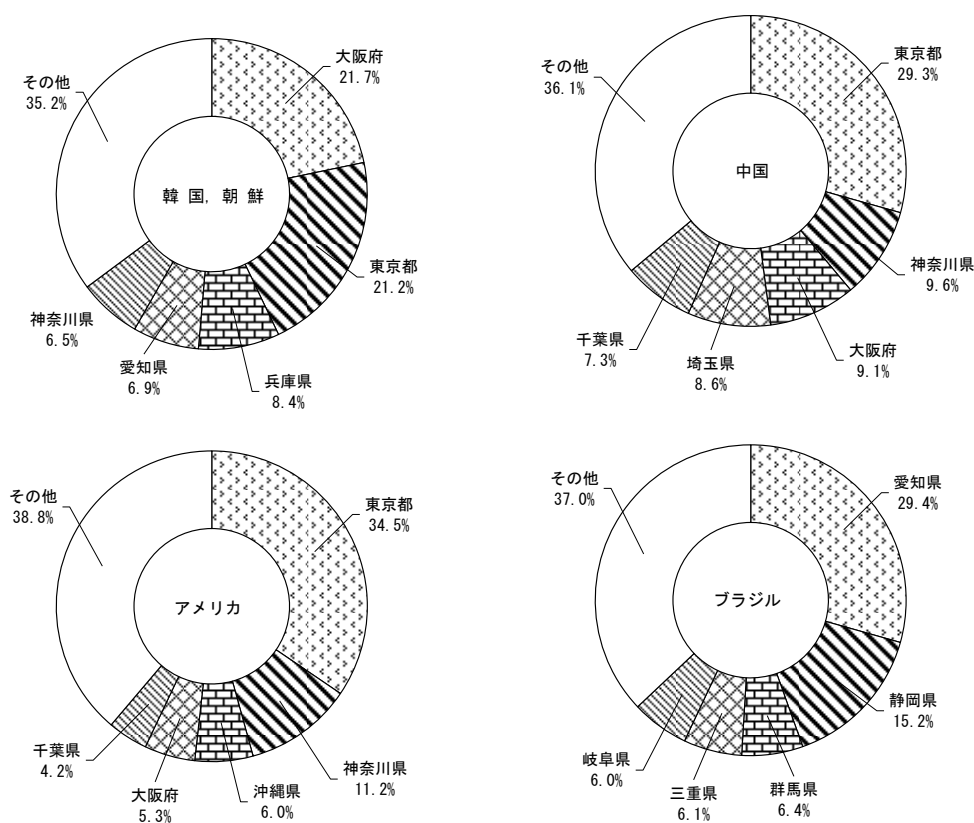 大阪府
21.7%
東京都
21.2%
兵庫県
8.4%
愛知県
6.9%
神奈川県
6.5%
その他
35.2%
韓 国, 朝 鮮
東京都
29.3%
神奈川県
9.6%
大阪府
9.1%
埼玉県
8.6%
千葉県
7.3%
その他
36.1%
中国
東京都
34.5%
神奈川県
11.2%
沖縄県
6.0%
大阪府
5.3%
千葉県
4.2%
その他
38.8%
アメリカ
愛知県
29.4%
静岡県
15.2%
群馬県
6.4%
三重県
6.1%
岐阜県
6.0%
その他
37.0%
ブラジル